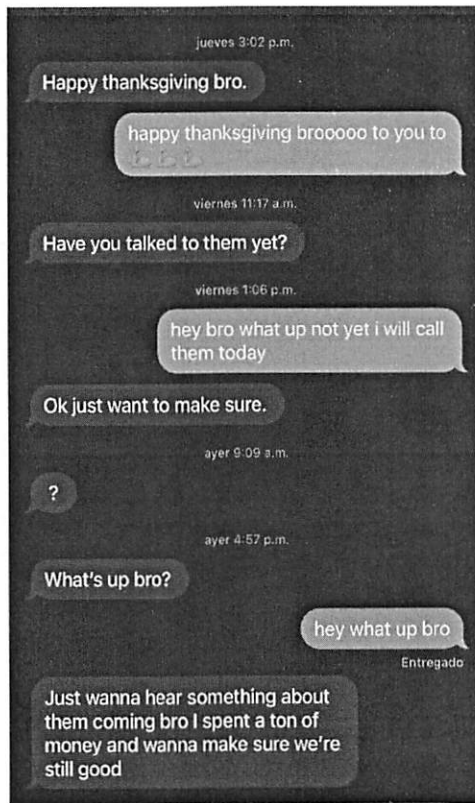 jueves 3:02 p.m.
Happy thanksgiving bro.
happy thanksgiving brooooo to you to
viernes 11:17 a.m.
Have you talked to them yet?
viernes 1:06 p.m.
hey bro what up not yet i will call
them today
Ok just want to make sure.
ayer 9:09 a.m.
?
ayer 4:57 p.m.
What's up bro?
hey what up bro
Entregado
Just wanna hear something about
them coming bro I spent a ton of
money and wanna make sure we're
still good